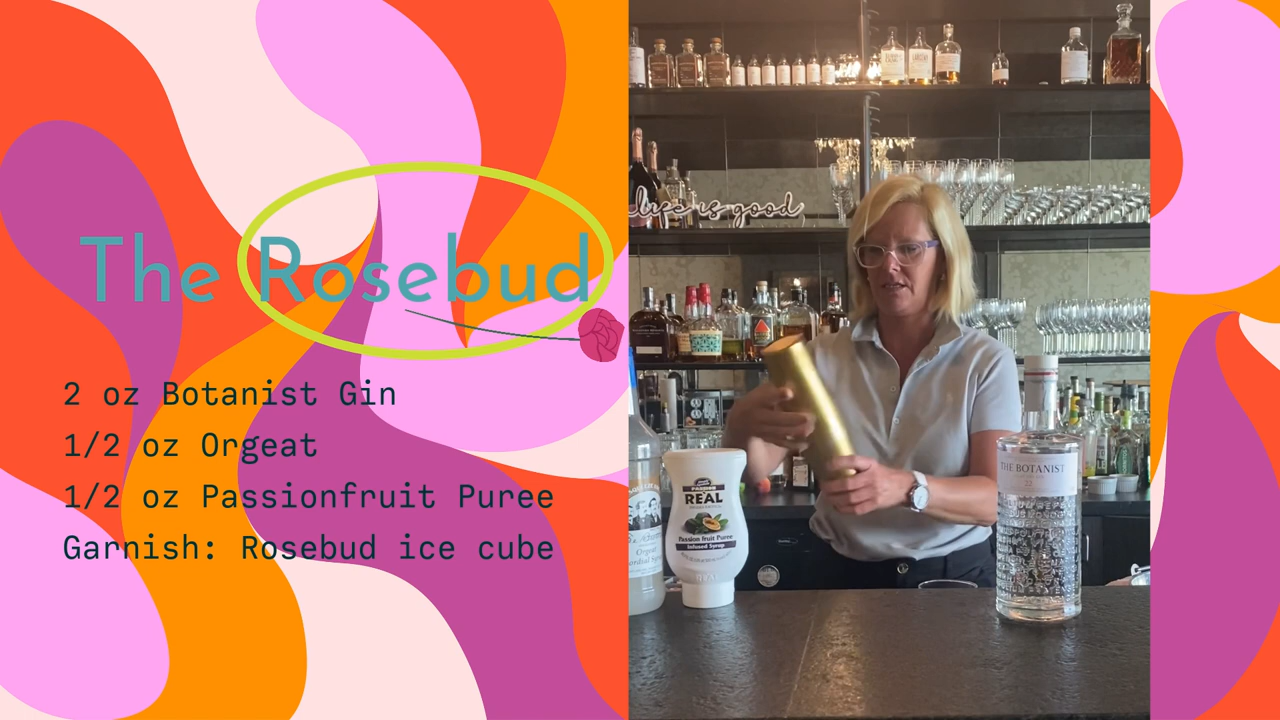 The Rosebud
2 oz Botanist Gin
1/2 oz Orgeat
1/2 oz Passionfruit Puree
Garnish: Rosebud ice cube
life is good
PASSION
REAL
Passion fruit Puree
Infused Syrup
Orgeat
THE BOTANIST
22